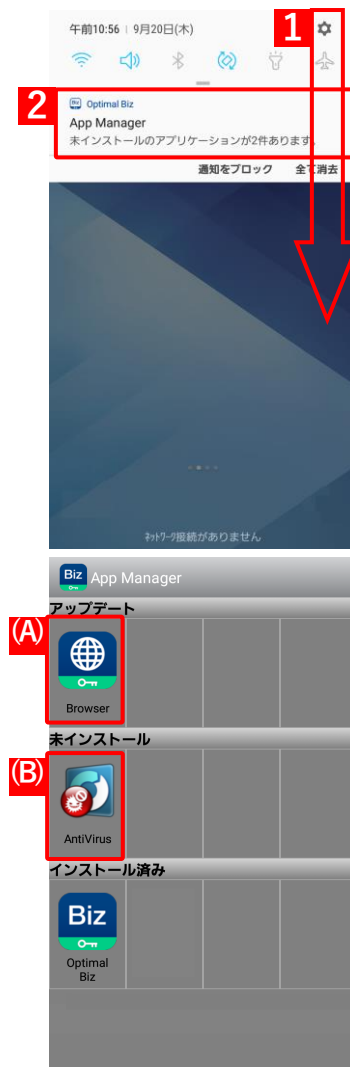 午前10:56 | 9月20日(木)
1
2
Biz Optimal Biz
App Manager
未インストールのアプリケーションが2件あります。
通知をブロック 全て消去
ﾈｯﾄﾜｰｸ接続がありません
Biz App Manager
アップデート
(A)
Browser
未インストール
(B)
AntiVirus
インストール済み
Biz
Optimal
Biz